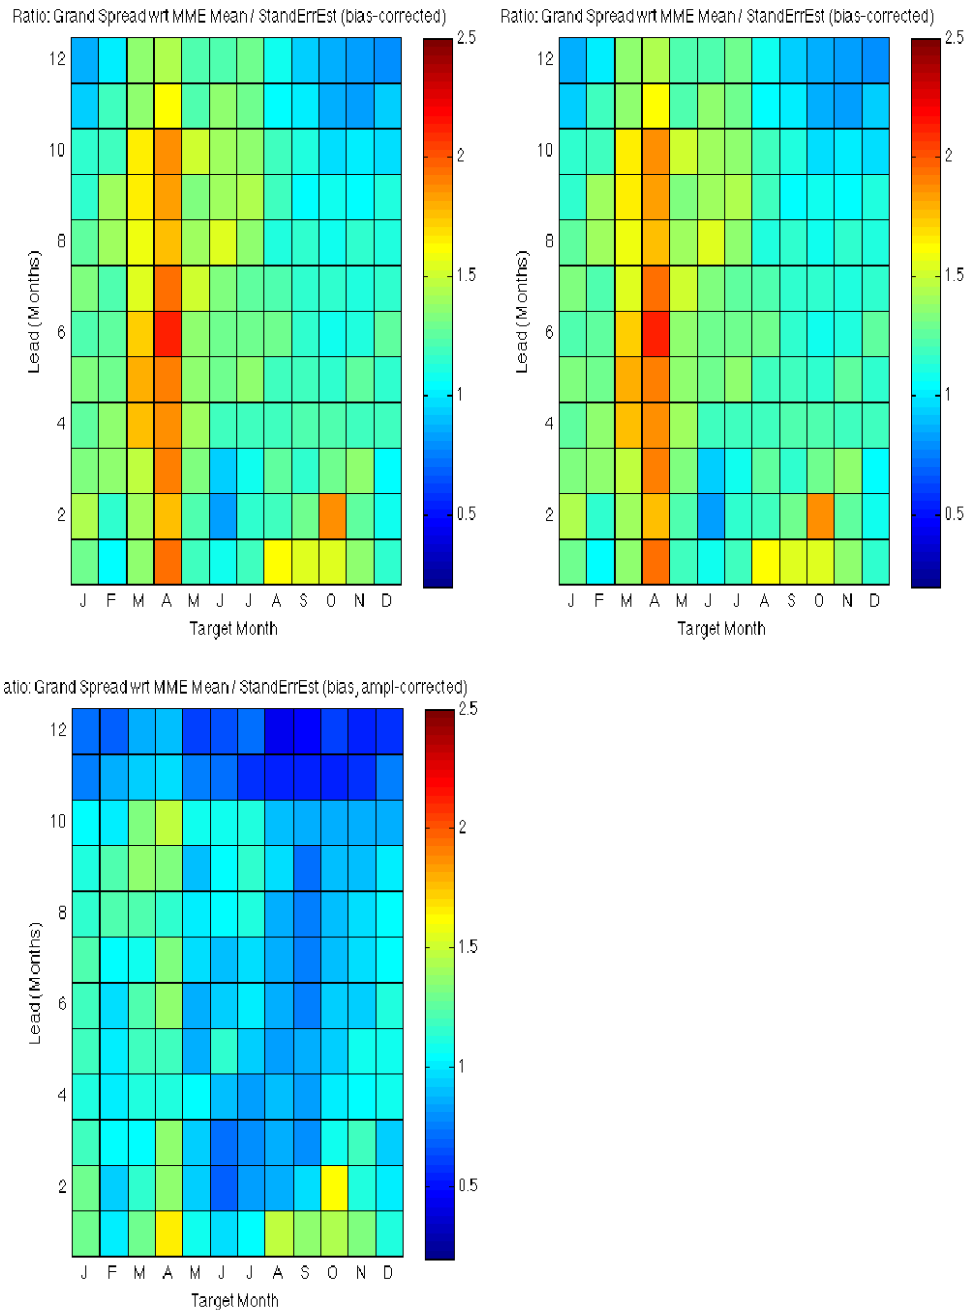 Ratio: Grand Spread wrt MME Mean / StandErrEst (bias-corrected)
12
10
8
6
4
2
Lead (Months)
J F M A M J J A S O N D
Target Month
2.5
2
1.5
1
0.5
Ratio: Grand Spread wrt MME Mean / StandErrEst (bias-corrected)
12
10
8
6
4
2
Lead (Months)
J F M A M J J A S O N D
Target Month
2.5
2
1.5
1
0.5
atio: Grand Spread wrt MME Mean / StandErrEst (bias, ampl-corrected)
12
10
8
6
4
2
Lead (Months)
J F M A M J J A S O N D
Target Month
2.5
2
1.5
1
0.5